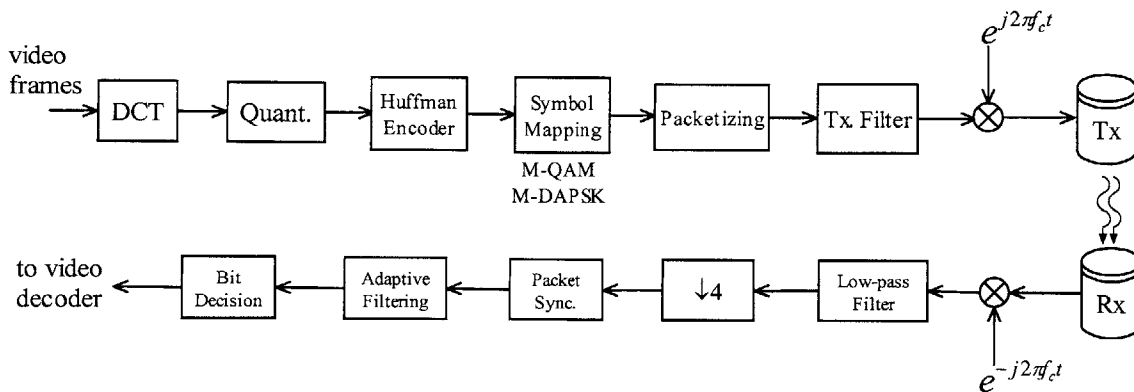 video
frames
DCT
Quant.
Huffman
Encoder
Symbol
Mapping
M-QAM
M-DAPSK
Packetizing
Tx. Filter
e^{j2πf_c t}
Tx
to video
decoder
Bit
Decision
Adaptive
Filtering
Packet
Sync.
↓4
Low-pass
Filter
e^{-j2πf_c t}
Rx